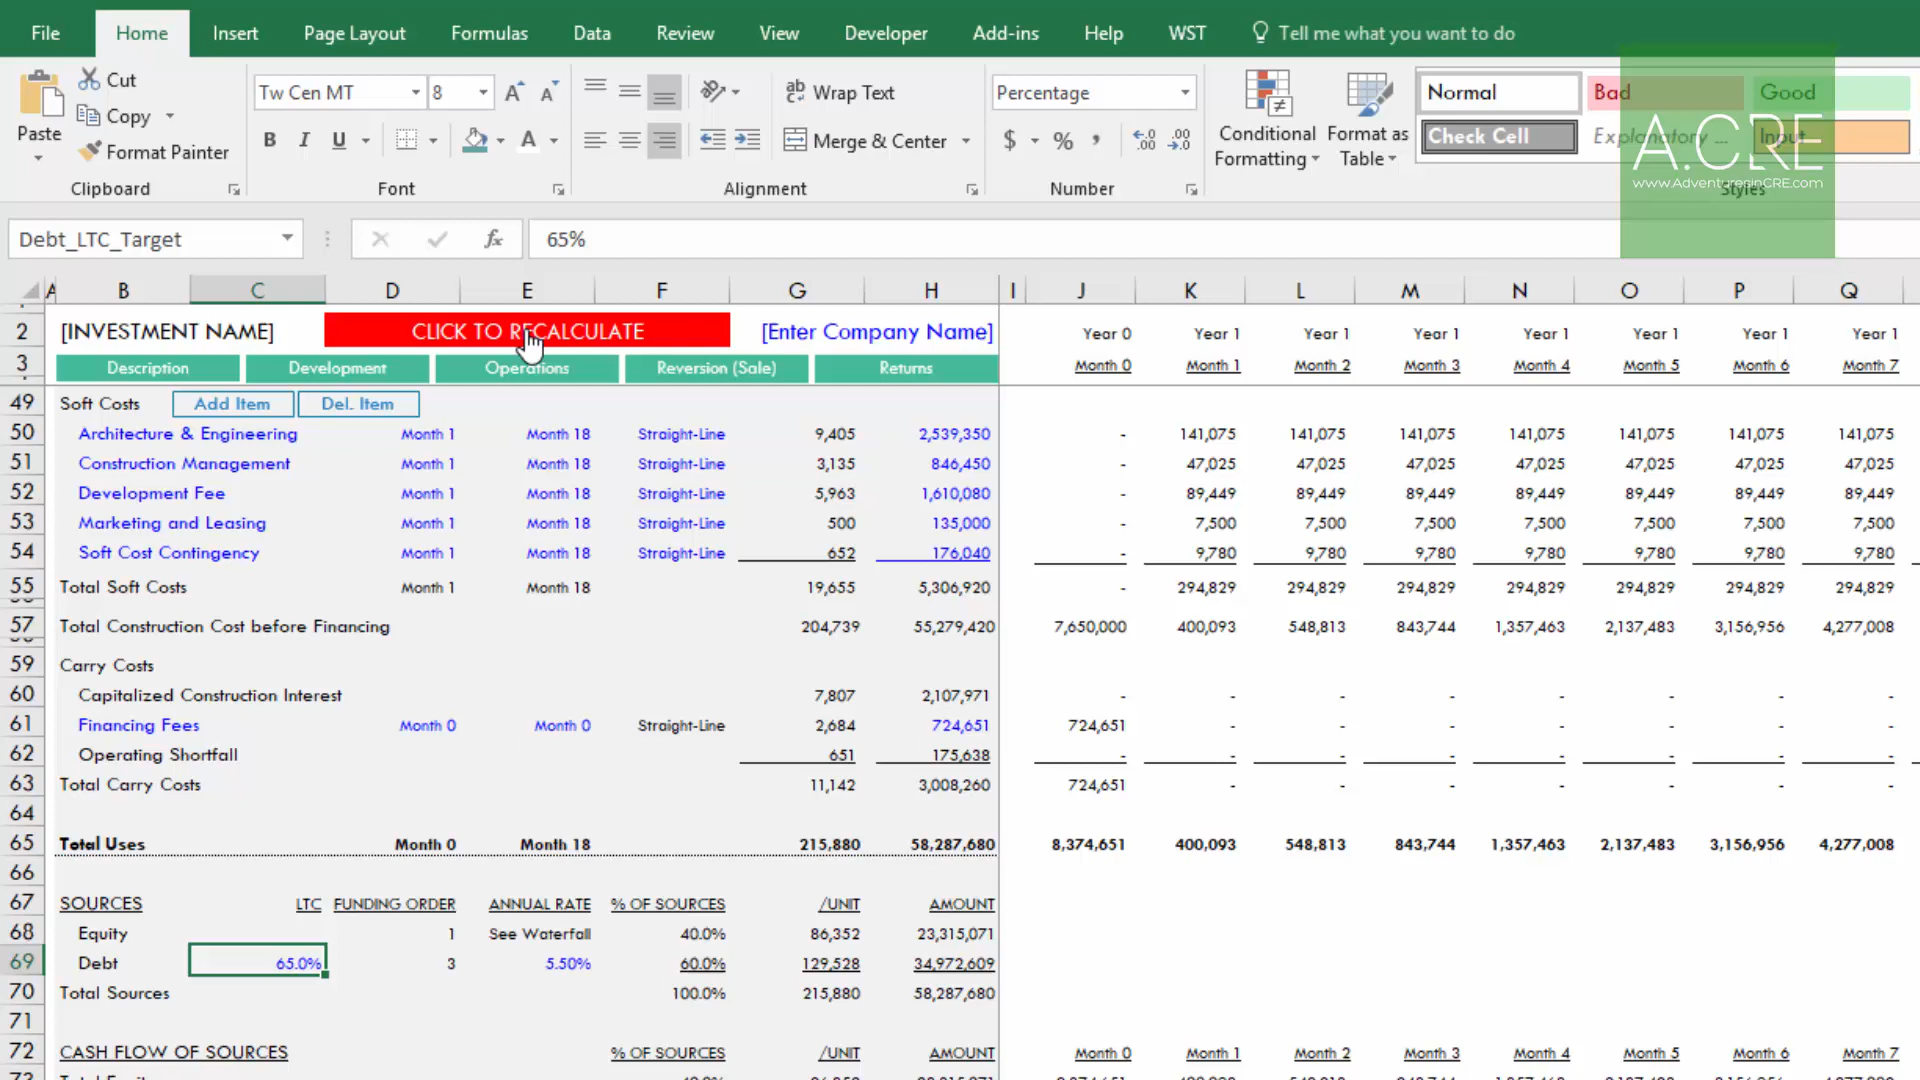 File Home Insert Page Layout Formulas Data Review View Developer Add-ins Help WST Tell me what you want to do
Paste Cut Copy Format Painter Clipboard
Tw Cen MT 8 B I U A Font
Wrap Text Merge & Center Alignment
Percentage $ % Number
Conditional Formatting Format as Table
Normal Bad Good
Check Cell Explanatory ... Input
Styles
A.CRE
www.AdventuresinCRE.com
Debt_LTC_Target fx 65%
A B C D E F G H I J K L M N O P Q
2 [INVESTMENT NAME] CLICK TO RECALCULATE [Enter Company Name] Year 0 Year 1 Year 1 Year 1 Year 1 Year 1 Year 1 Year 1
3 Description Development Operations Reversion (Sale) Returns Month 0 Month 1 Month 2 Month 3 Month 4 Month 5 Month 6 Month 7
49 Soft Costs Add Item Del. Item
50 Architecture & Engineering Month 1 Month 18 Straight-Line 9,405 2,539,350 - 141,075 141,075 141,075 141,075 141,075 141,075 141,075
51 Construction Management Month 1 Month 18 Straight-Line 3,135 846,450 - 47,025 47,025 47,025 47,025 47,025 47,025 47,025
52 Development Fee Month 1 Month 18 Straight-Line 5,963 1,610,080 - 89,449 89,449 89,449 89,449 89,449 89,449 89,449
53 Marketing and Leasing Month 1 Month 18 Straight-Line 500 135,000 - 7,500 7,500 7,500 7,500 7,500 7,500 7,500
54 Soft Cost Contingency Month 1 Month 18 Straight-Line 652 176,040 - 9,780 9,780 9,780 9,780 9,780 9,780 9,780
55 Total Soft Costs Month 1 Month 18 19,655 5,306,920 - 294,829 294,829 294,829 294,829 294,829 294,829 294,829
57 Total Construction Cost before Financing 204,739 55,279,420 7,650,000 400,093 548,813 843,744 1,357,463 2,137,483 3,156,956 4,277,008
59 Carry Costs
60 Capitalized Construction Interest 7,807 2,107,971 - - - - - - - -
61 Financing Fees Month 0 Month 0 Straight-Line 2,684 724,651 724,651 - - - - - - -
62 Operating Shortfall 651 175,638 - - - - - - - -
63 Total Carry Costs 11,142 3,008,260 724,651 - - - - - - -
64
65 Total Uses Month 0 Month 18 215,880 58,287,680 8,374,651 400,093 548,813 843,744 1,357,463 2,137,483 3,156,956 4,277,008
66
67 SOURCES LTC FUNDING ORDER ANNUAL RATE % OF SOURCES /UNIT AMOUNT
68 Equity 1 See Waterfall 40.0% 86,352 23,315,071
69 Debt 65.0% 3 5.50% 60.0% 129,528 34,972,609
70 Total Sources 100.0% 215,880 58,287,680
71
72 CASH FLOW OF SOURCES % OF SOURCES /UNIT AMOUNT Month 0 Month 1 Month 2 Month 3 Month 4 Month 5 Month 6 Month 7